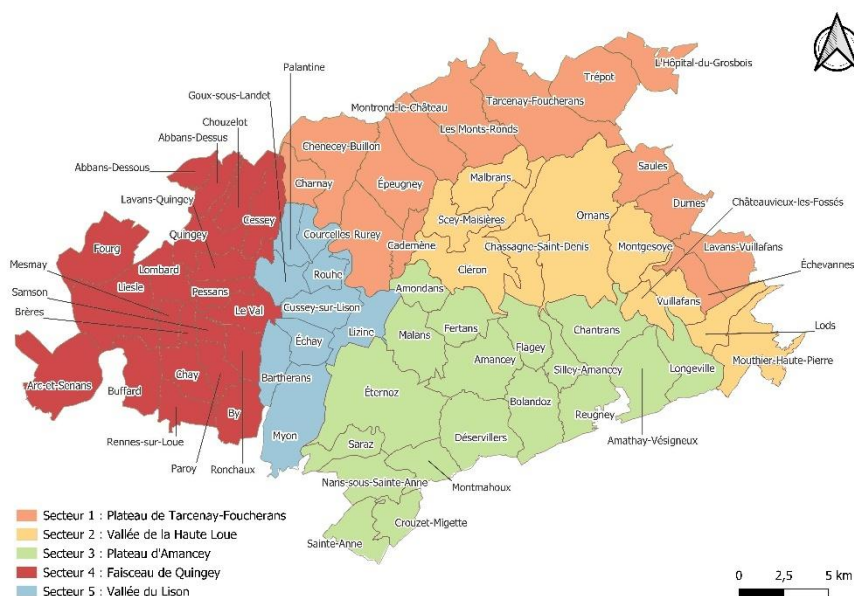 L'Hôpital-du-Grosbois
Palantine
Trépot
Goux-sous-Landet
Montrond-le-Château
Tarcenay-Foucherans
Chouzelot
Les Monts-Ronds
Abbans-Dessus
Chenecey-Buillon
Abbans-Dessous
Malbrans
Saules
Charnay
Épeugney
Châteauvieux-les-Fossés
Lavans-Quingey
Durnes
Cessey
Scey-Maisières
Ornans
Quingey
Courcelles
Rurey
Fourg
Cademène
Chassagne-Saint-Denis
Montgesoye
Lavans-Vuillafans
Mesmay
Lombard
Rouhe
Cléron
Échevannes
Liesle
Pessans
Amondans
Samson
Vuillafans
Brères
Le Val
Cussey-sur-Lison
Lods
Lizine
Fertans
Chantrans
Échay
Malans
Flagey
Amancey
Mouthier-Haute-Pierre
Silley-Amancey
Longeville
Chay
Bartherans
Arc-et-Senans
Buffard
Éternoz
Bolandoz
By
Reugney
Myon
Déservillers
Rennes-sur-Loue
Saraz
Amathay-Vésigneux
Paroy
Ronchaux
Nans-sous-Sainte-Anne
Montmahoux
Crouzet-Migette
Sainte-Anne
Secteur 1 : Plateau de Tarcenay-Foucherans
Secteur 2 : Vallée de la Haute Loue
Secteur 3 : Plateau d'Amancey
Secteur 4 : Faisceau de Quingey
Secteur 5 : Vallée du Lison
0 2,5 5 km